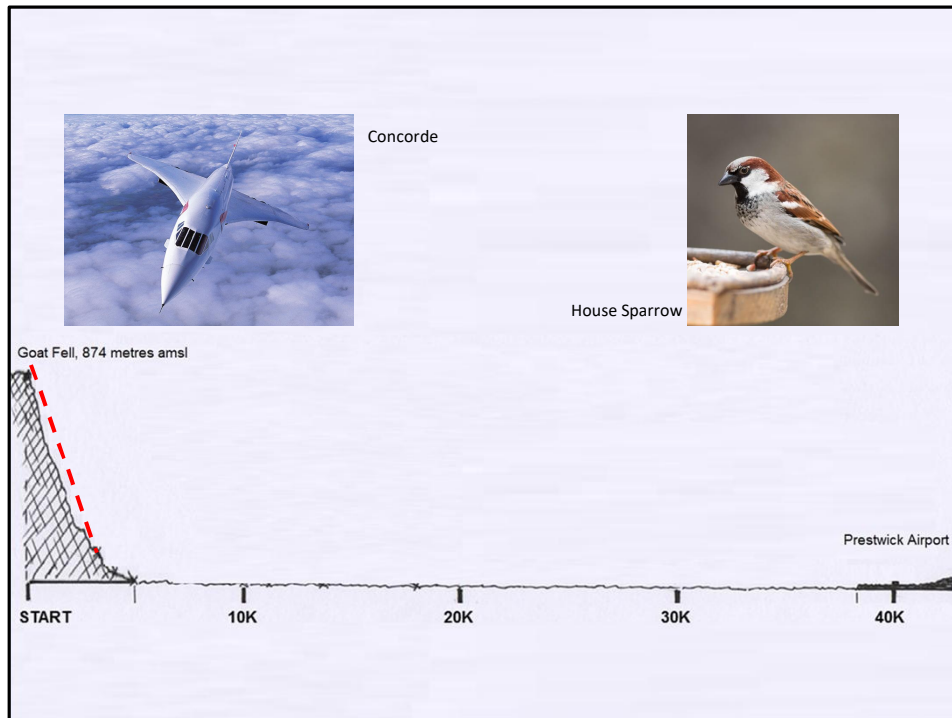 Concorde
House Sparrow
Goat Fell, 874 metres amsl
Prestwick Airport
START 10K 20K 30K 40K